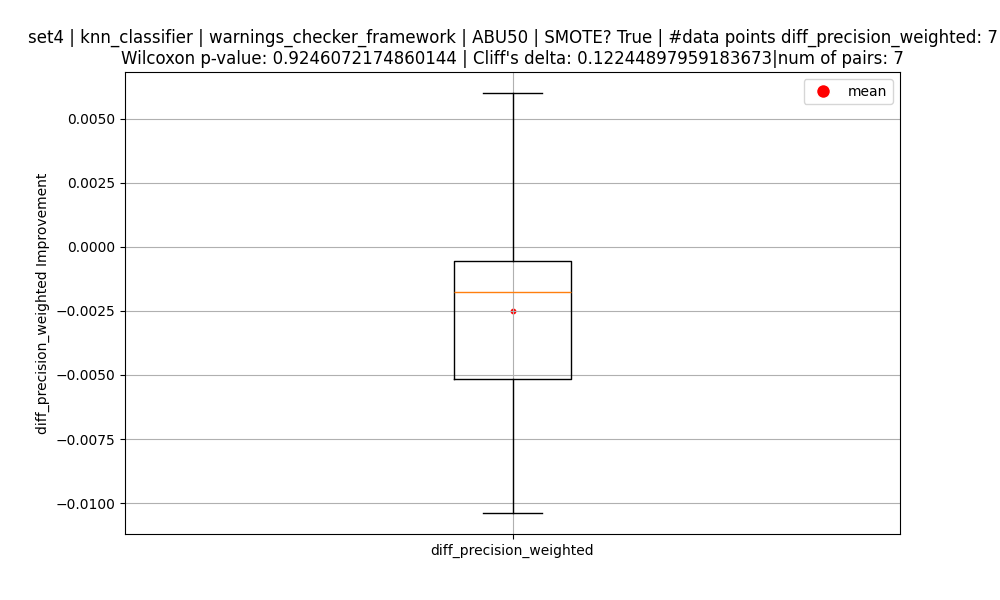 set4 | knn_classifier | warnings_checker_framework | ABU50 | SMOTE? True | #data points diff_precision_weighted: 7
Wilcoxon p-value: 0.9246072174860144 | Cliff's delta: 0.12244897959183673|num of pairs: 7
mean
0.0050
0.0025
0.0000
−0.0025
−0.0050
−0.0075
−0.0100
diff_precision_weighted Improvement
diff_precision_weighted